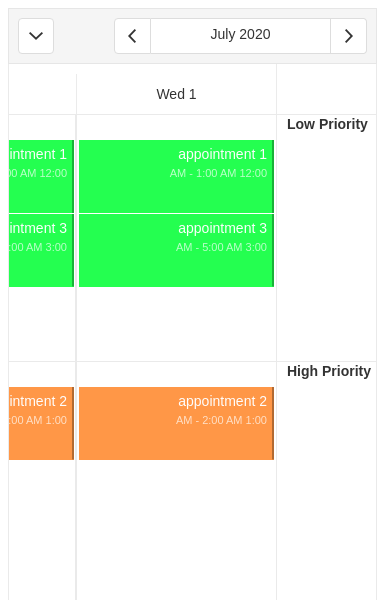 July 2020
Wed 1
Low Priority
appointment 1
AM - 1:00 AM 12:00
appointment 3
AM - 5:00 AM 3:00
High Priority
appointment 2
AM - 2:00 AM 1:00
intment 1
00 AM 12:00
intment 3
:00 AM 3:00
intment 2
:00 AM 1:00